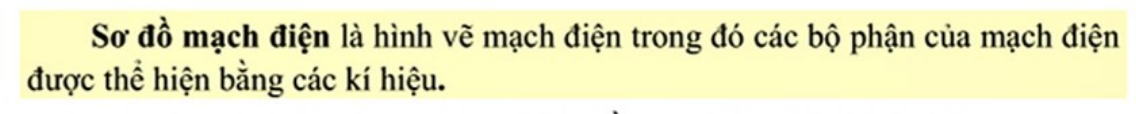 Sơ đồ mạch điện là hình vẽ mạch điện trong đó các bộ phận của mạch điện
được thể hiện bằng các kí hiệu.